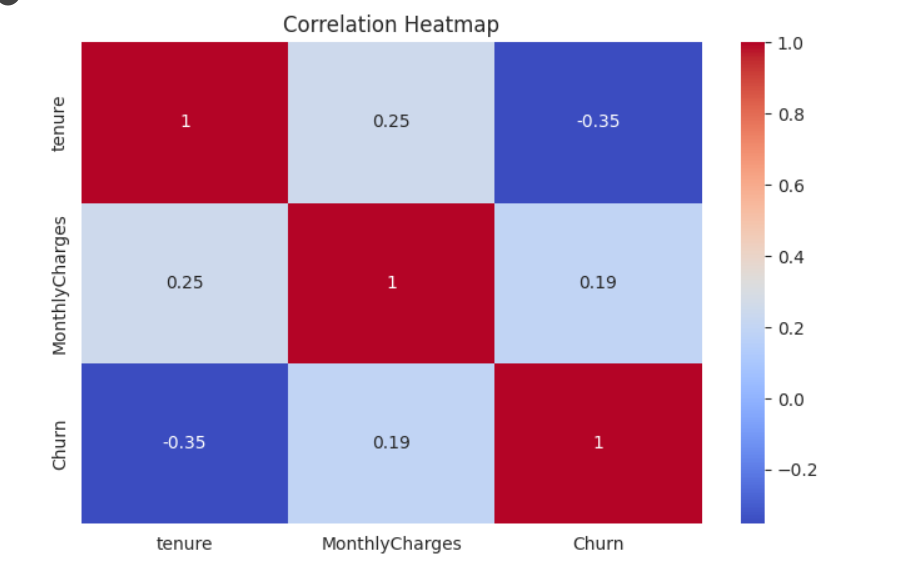 Correlation Heatmap
tenure
1
0.25
-0.35
MonthlyCharges
0.25
1
0.19
Churn
-0.35
0.19
1
tenure
MonthlyCharges
Churn
1.0
0.8
0.6
0.4
0.2
0.0
−0.2